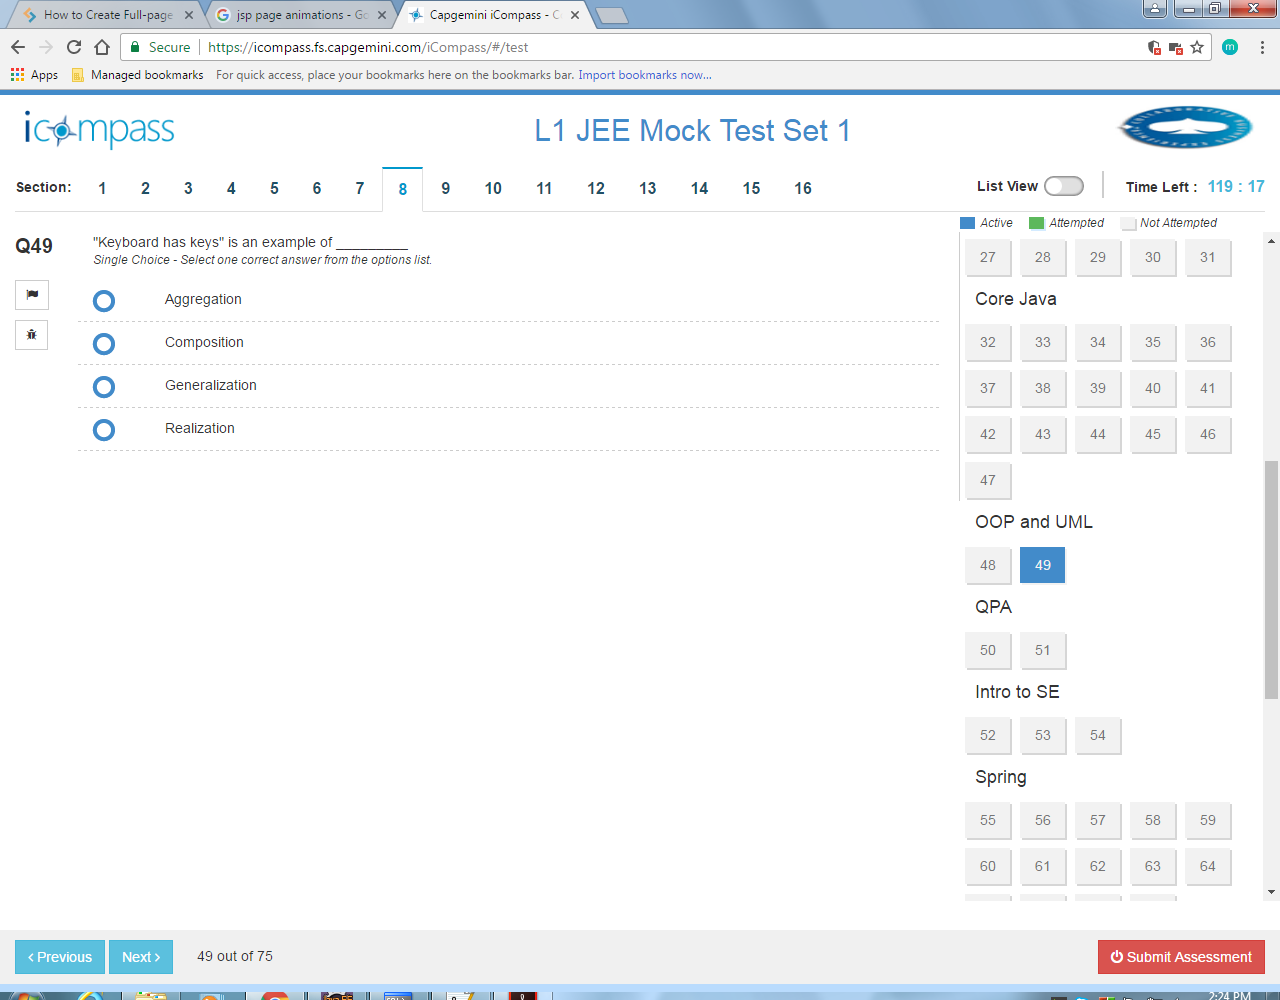 How to Create Full-page
jsp page animations - Go
Capgemini iCompass - C
Secure https://icompass.fs.capgemini.com/iCompass/#/test
m
Apps Managed bookmarks For quick access, place your bookmarks here on the bookmarks bar. Import bookmarks now...
icompass
L1 JEE Mock Test Set 1
Section: 1 2 3 4 5 6 7 8 9 10 11 12 13 14 15 16
List View Time Left : 119 : 17
Active Attempted Not Attempted
Q49
"Keyboard has keys" is an example of _________
Single Choice - Select one correct answer from the options list.
Aggregation
Composition
Generalization
Realization
27 28 29 30 31
Core Java
32 33 34 35 36
37 38 39 40 41
42 43 44 45 46
47
OOP and UML
48 49
QPA
50 51
Intro to SE
52 53 54
Spring
55 56 57 58 59
60 61 62 63 64
Previous Next 49 out of 75
Submit Assessment
2:24 PM